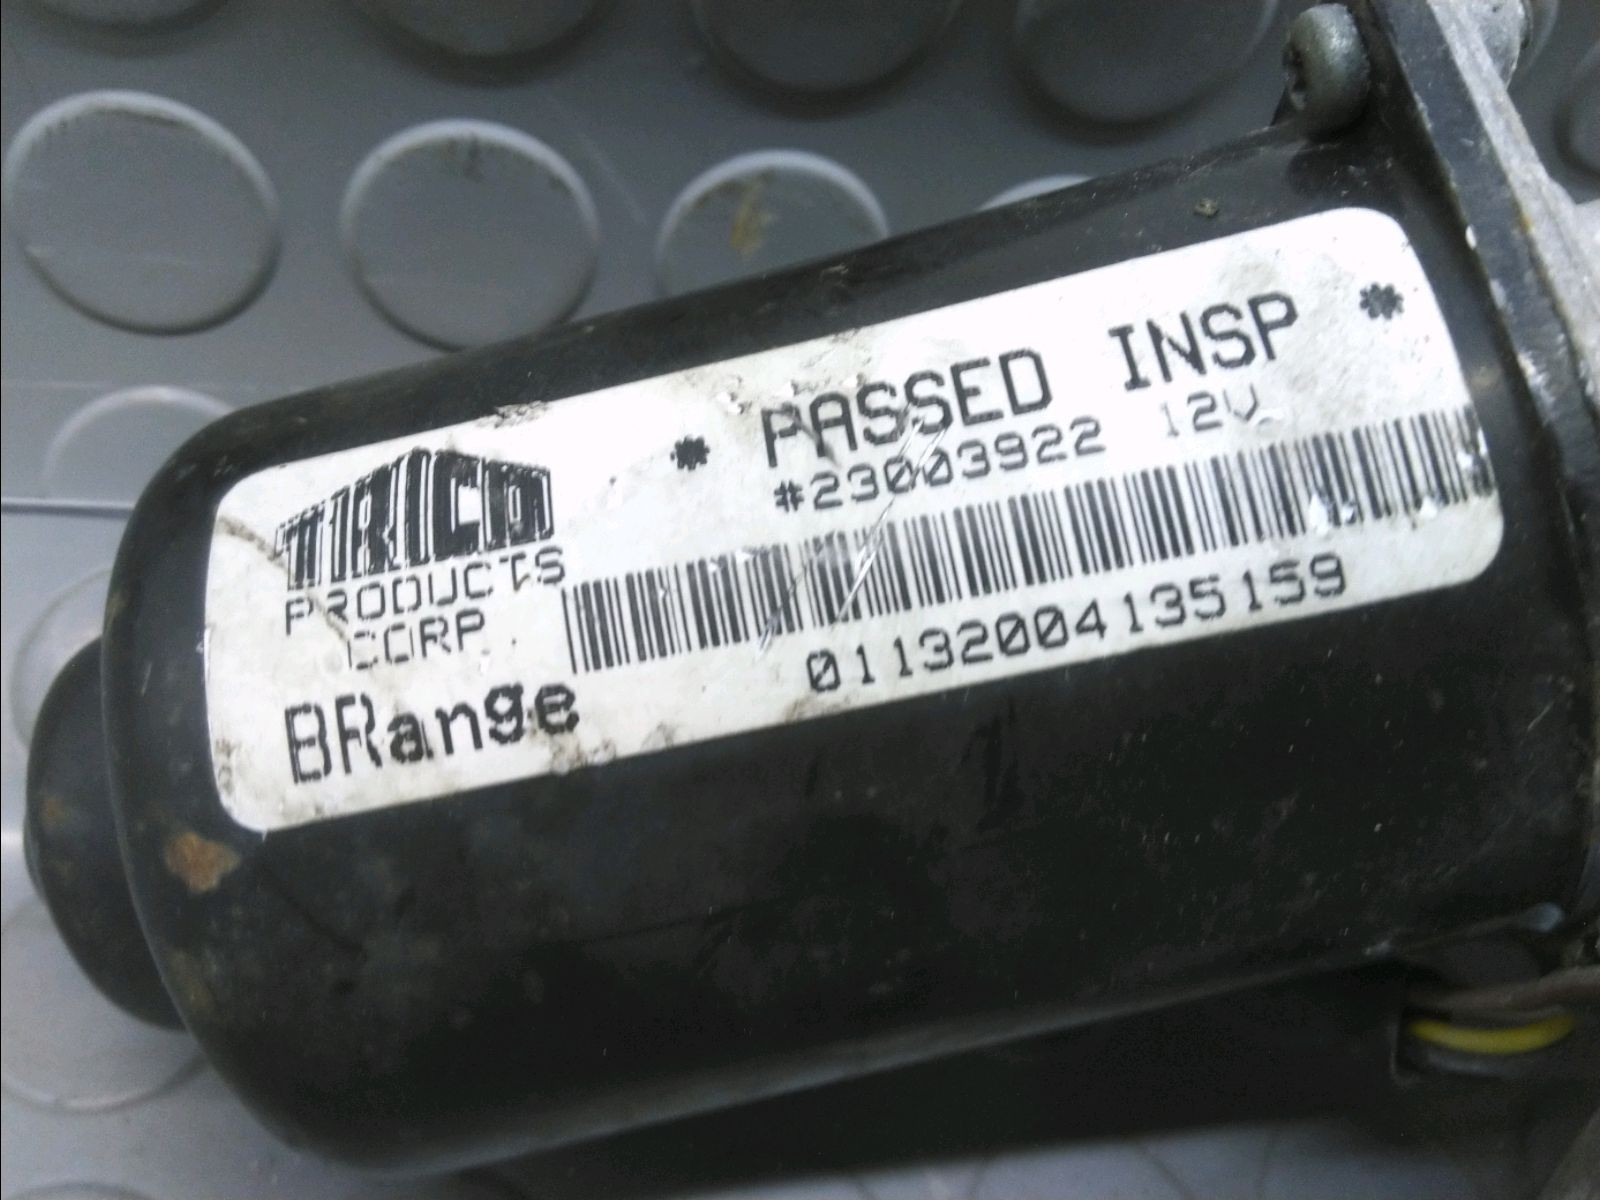 TRICO
PRODUCTS
CORP.
* PASSED INSP *
#23003922 12V
01132004135159
BRange